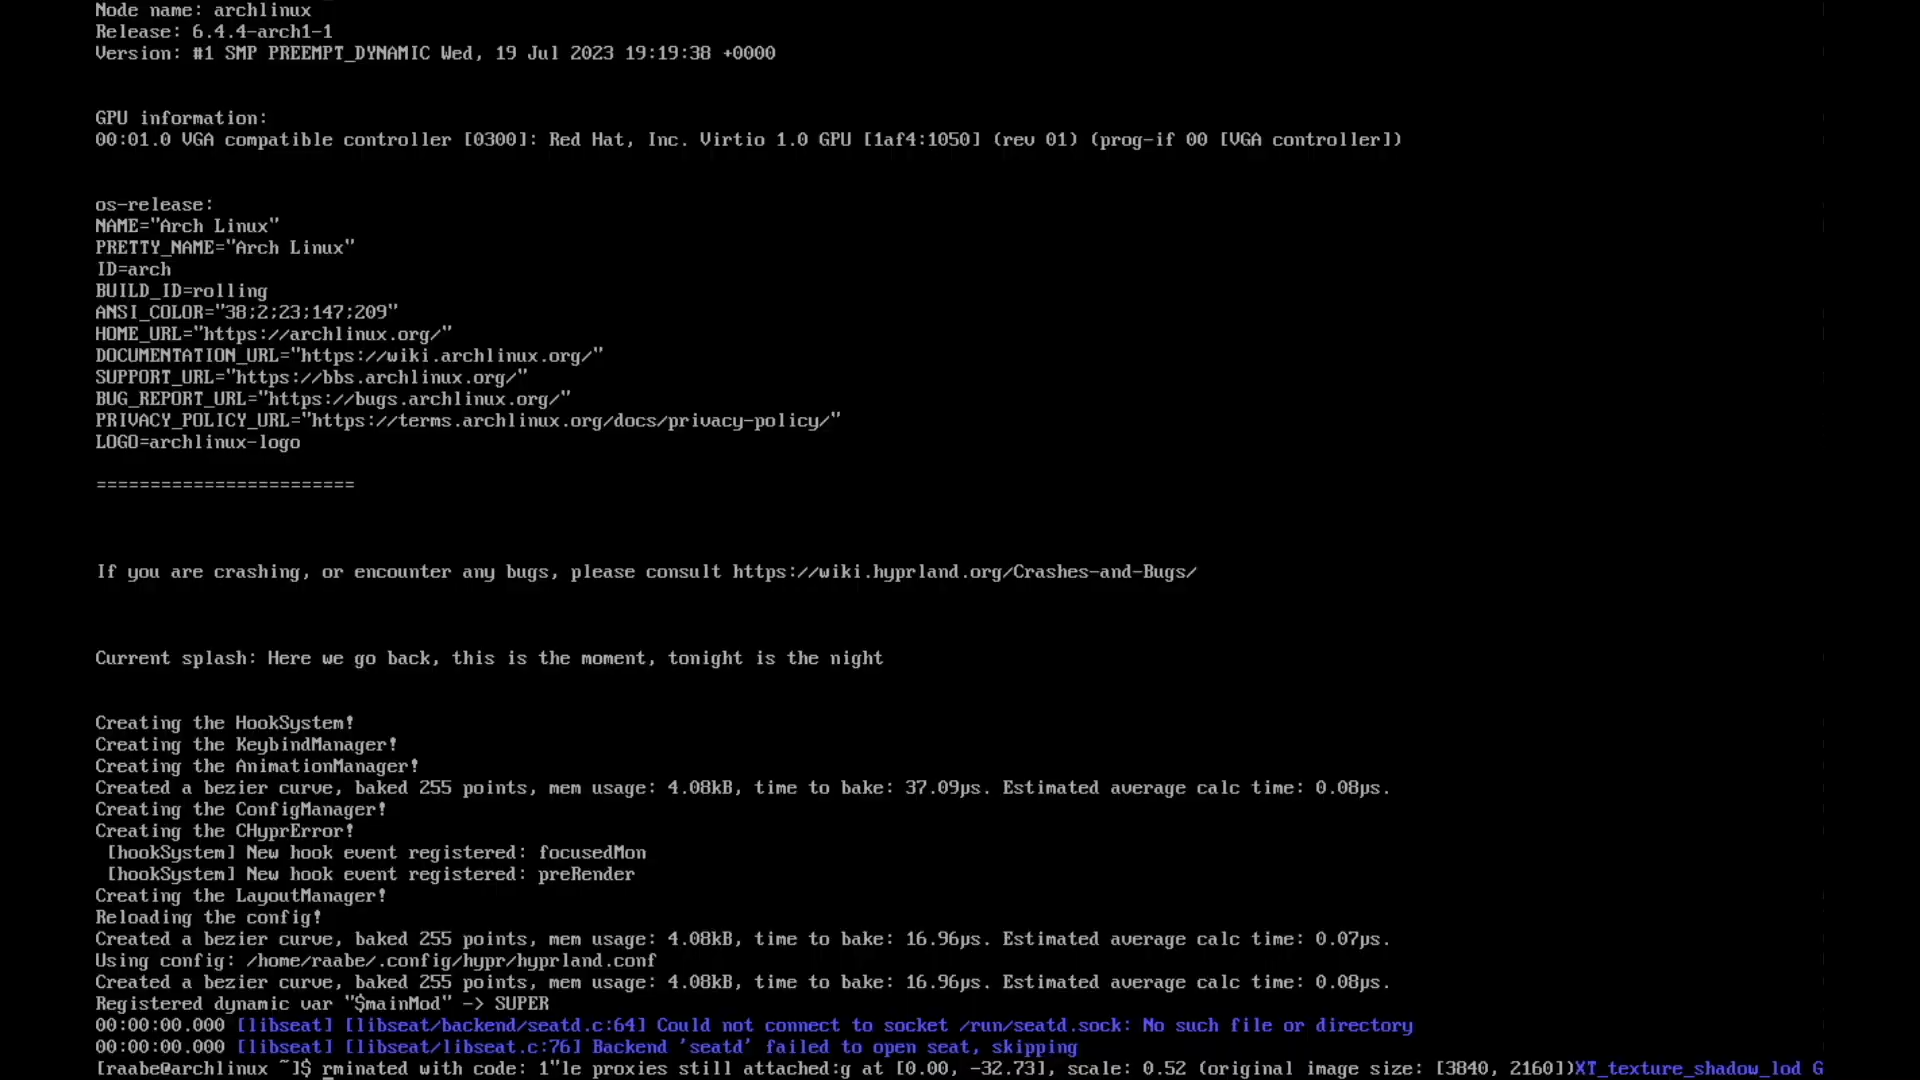 Node name: archlinux
Release: 6.4.4-arch1-1
Version: #1 SMP PREEMPT_DYNAMIC Wed, 19 Jul 2023 19:19:38 +0000
GPU information:
00:01.0 VGA compatible controller [0300]: Red Hat, Inc. Virtio 1.0 GPU [1af4:1050] (rev 01) (prog-if 00 [VGA controller])
os-release:
NAME="Arch Linux"
PRETTY_NAME="Arch Linux"
ID=arch
BUILD_ID=rolling
ANSI_COLOR="38;2;23;147;209"
HOME_URL="https://archlinux.org/"
DOCUMENTATION_URL="https://wiki.archlinux.org/"
SUPPORT_URL="https://bbs.archlinux.org/"
BUG_REPORT_URL="https://bugs.archlinux.org/"
PRIVACY_POLICY_URL="https://terms.archlinux.org/docs/privacy-policy/"
LOGO=archlinux-logo
========================
If you are crashing, or encounter any bugs, please consult https://wiki.hyprland.org/Crashes-and-Bugs/
Current splash: Here we go back, this is the moment, tonight is the night
Creating the HookSystem!
Creating the KeybindManager!
Creating the AnimationManager!
Created a bezier curve, baked 255 points, mem usage: 4.08kB, time to bake: 37.09µs. Estimated average calc time: 0.08µs.
Creating the ConfigManager!
Creating the CHyprError!
[hookSystem] New hook event registered: focusedMon
[hookSystem] New hook event registered: preRender
Creating the LayoutManager!
Reloading the config!
Created a bezier curve, baked 255 points, mem usage: 4.08kB, time to bake: 16.96µs. Estimated average calc time: 0.07µs.
Using config: /home/raabe/.config/hypr/hyprland.conf
Created a bezier curve, baked 255 points, mem usage: 4.08kB, time to bake: 16.96µs. Estimated average calc time: 0.08µs.
Registered dynamic var "$mainMod" -> SUPER
00:00:00.000 [libseat] [libseat/backend/seatd.c:64] Could not connect to socket /run/seatd.sock: No such file or directory
00:00:00.000 [libseat] [libseat/libseat.c:76] Backend 'seatd' failed to open seat, skipping
[raabe@archlinux ~]$ rminated with code: 1"le proxies still attached:g at [0.00, -32.73], scale: 0.52 (original image size: [3840, 2160])XT_texture_shadow_lod G